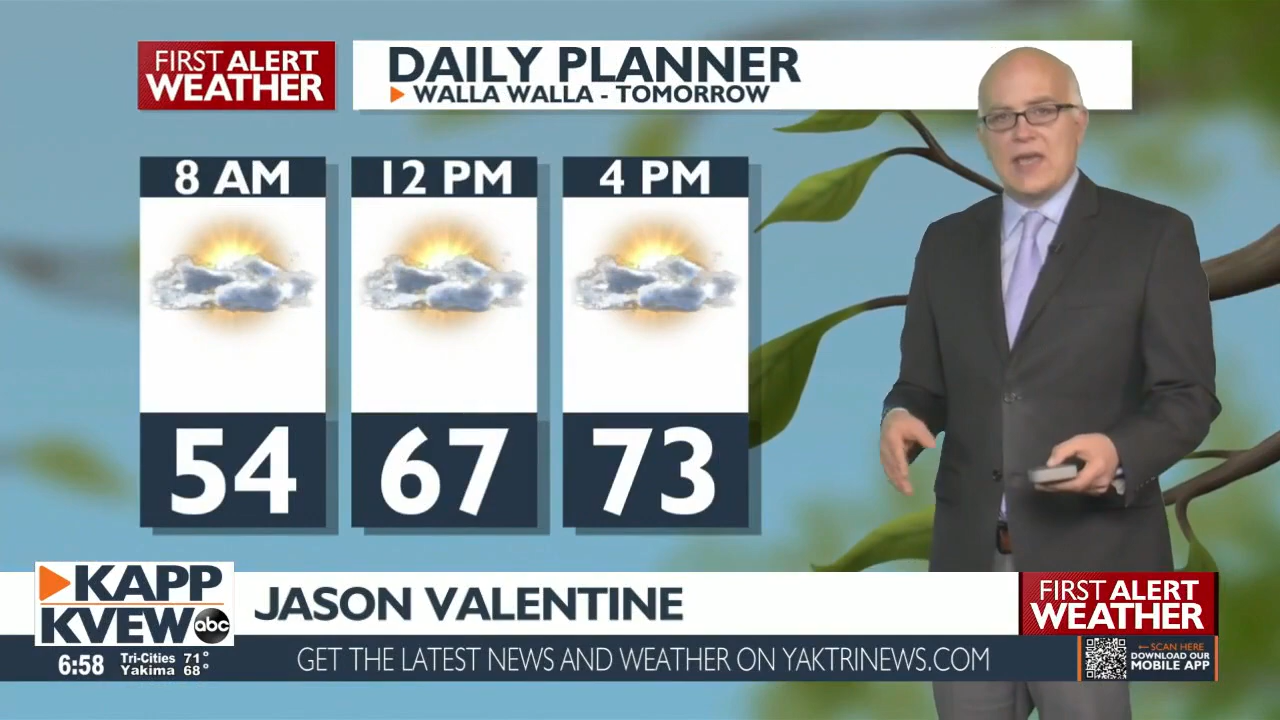 FIRST ALERT
WEATHER
DAILY PLANNER
WALLA WALLA - TOMORROW
8 AM
12 PM
4 PM
54
67
73
KAPP
KVEW abc
JASON VALENTINE
FIRST ALERT
WEATHER
6:58
Tri-Cities 71°
Yakima 68°
GET THE LATEST NEWS AND WEATHER ON YAKTRINEWS.COM
←SCAN HERE
DOWNLOAD OUR
MOBILE APP